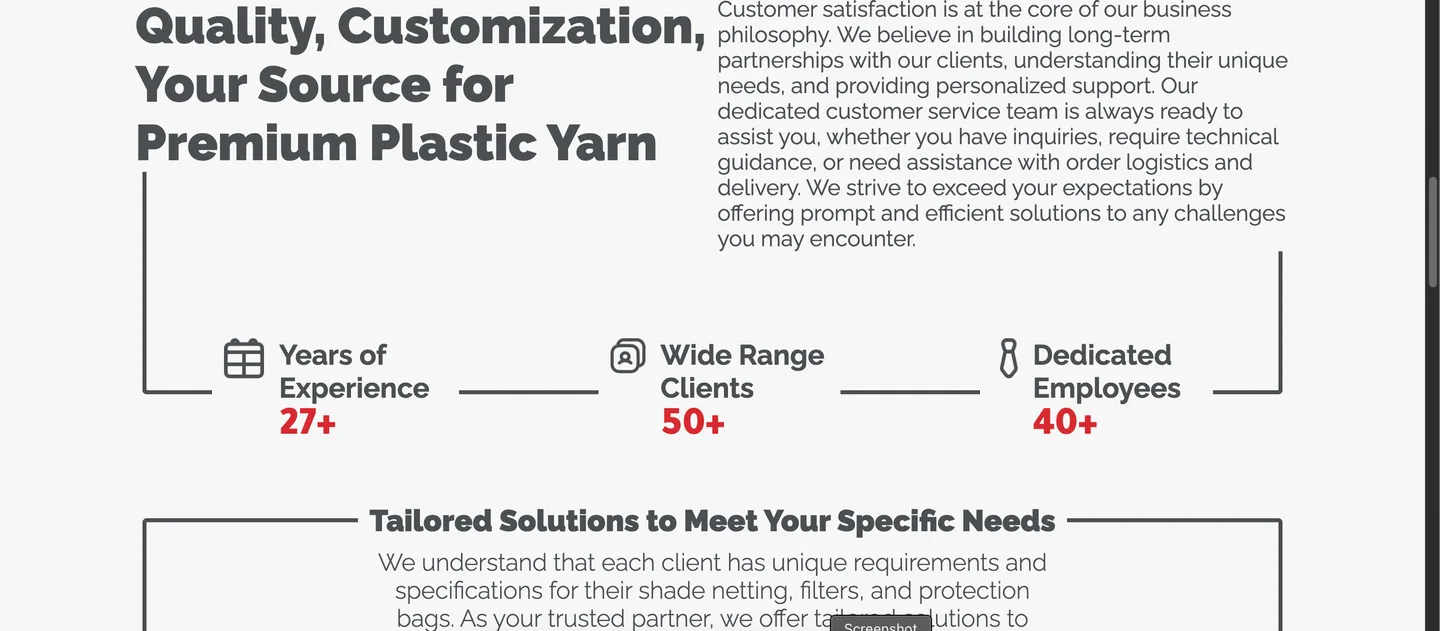 Quality, Customization,
Your Source for
Premium Plastic Yarn
Customer satisfaction is at the core of our business
philosophy. We believe in building long-term
partnerships with our clients, understanding their unique
needs, and providing personalized support. Our
dedicated customer service team is always ready to
assist you, whether you have inquiries, require technical
guidance, or need assistance with order logistics and
delivery. We strive to exceed your expectations by
offering prompt and efficient solutions to any challenges
you may encounter.
Years of
Experience
27+
Wide Range
Clients
50+
Dedicated
Employees
40+
Tailored Solutions to Meet Your Specific Needs
We understand that each client has unique requirements and
specifications for their shade netting, filters, and protection
bags. As your trusted partner, we offer tailored solutions to
Screenshot